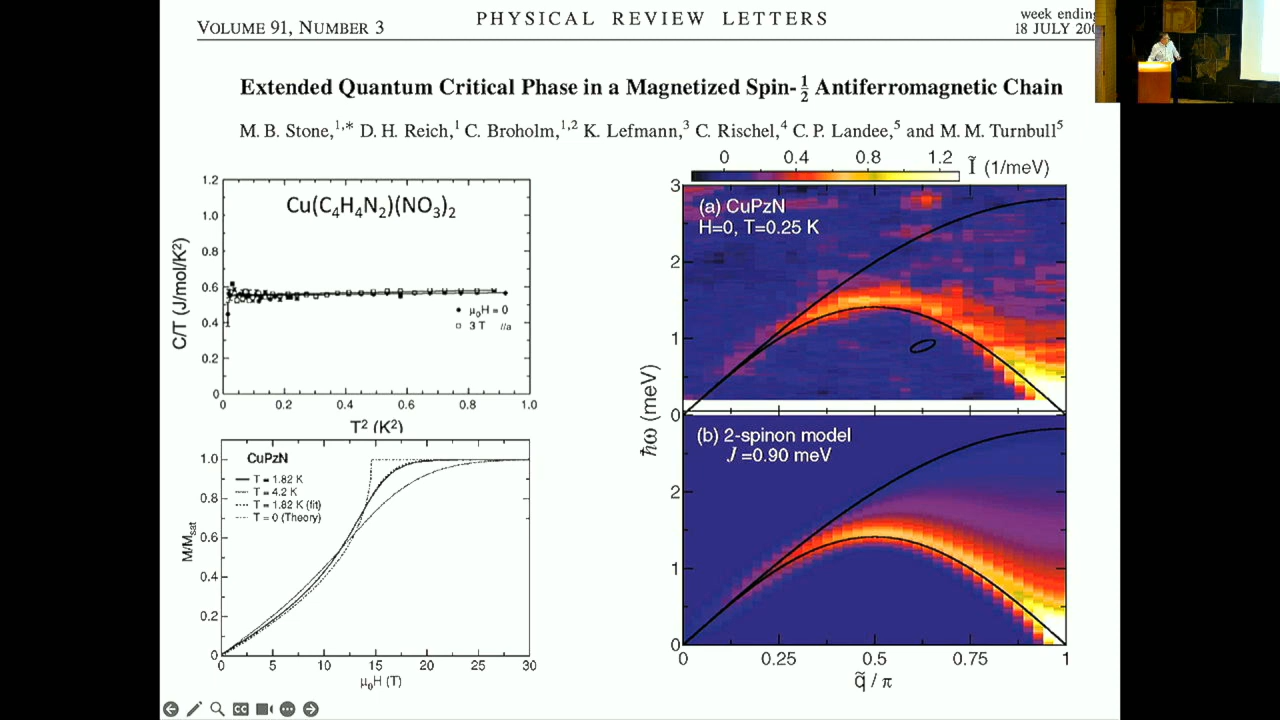 VOLUME 91, NUMBER 3
PHYSICAL REVIEW LETTERS
week ending
18 JULY
Extended Quantum Critical Phase in a Magnetized Spin-½ Antiferromagnetic Chain
M. B. Stone,¹,* D. H. Reich,¹ C. Broholm,¹,² K. Lefmann,³ C. Rischel,⁴ C. P. Landee,⁵ and M. M. Turnbull⁵
1.2
1.0
0.8
0.6
0.4
0.2
0
C/T (J/mol/K²)
Cu(C₄H₄N₂)(NO₃)₂
μ₀H = 0
3 T //a
0 0.2 0.4 0.6 0.8 1.0
T² (K²)
1.0
0.8
0.6
0.4
0.2
0
M/Mₛₐₜ
CuPzN
T = 1.82 K
T = 4.2 K
T = 1.82 K (fit)
T = 0 (Theory)
0 5 10 15 20 25 30
μ₀H (T)
0 0.4 0.8 1.2 Ĩ (1/meV)
3
2
1
0
(a) CuPzN
H=0, T=0.25 K
ħω (meV)
(b) 2-spinon model
J =0.90 meV
2
1
0
0 0.25 0.5 0.75 1
q̃ / π
CC